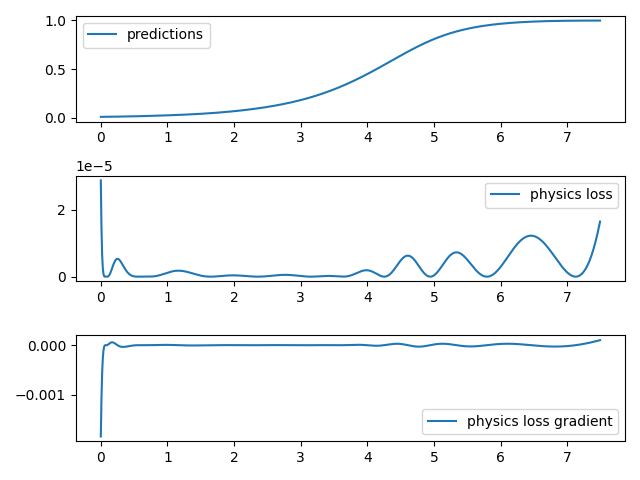 1.0
predictions
0.5
0.0
0 1 2 3 4 5 6 7
1e−5
physics loss
2
0
0 1 2 3 4 5 6 7
0.000
−0.001
physics loss gradient
0 1 2 3 4 5 6 7